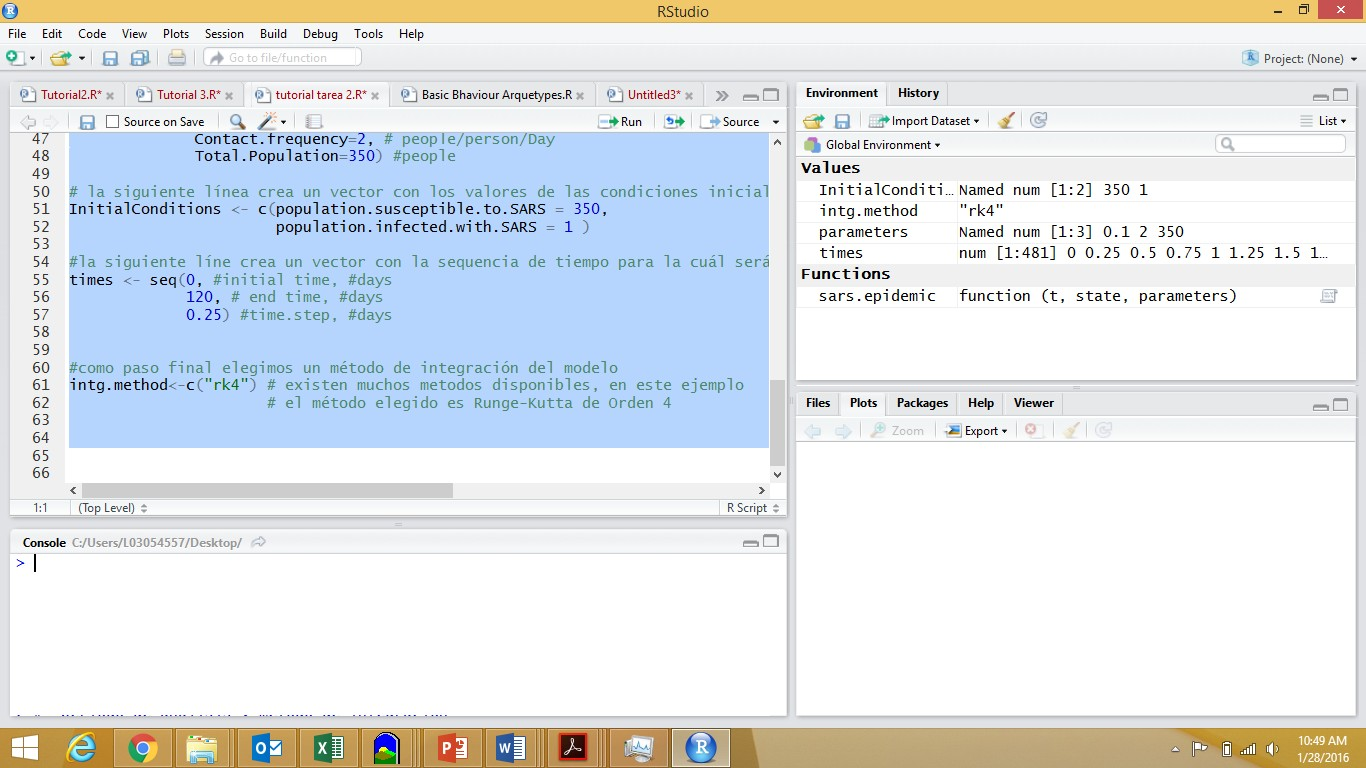 RStudio
File Edit Code View Plots Session Build Debug Tools Help
Go to file/function
Project: (None)
Tutorial2.R* Tutorial 3.R* tutorial tarea 2.R* Basic Bhaviour Arquetypes.R Untitled3*
Source on Save Run Source
47 Contact.frequency=2, # people/person/Day
48 Total.Population=350) #people
49
50 # la siguiente línea crea un vector con los valores de las condiciones inicial
51 InitialConditions <- c(population.susceptible.to.SARS = 350,
52 population.infected.with.SARS = 1 )
53
54 #la siguiente líne crea un vector con la sequencia de tiempo para la cuál será
55 times <- seq(0, #initial time, #days
56 120, # end time, #days
57 0.25) #time.step, #days
58
59
60 #como paso final elegimos un método de integración del modelo
61 intg.method<-c("rk4") # existen muchos metodos disponibles, en este ejemplo
62 # el método elegido es Runge-Kutta de Orden 4
63
64
65
66
1:1 (Top Level) R Script
Console C:/Users/L03054557/Desktop/
>
Environment History
Import Dataset List
Global Environment
Values
InitialConditi… Named num [1:2] 350 1
intg.method "rk4"
parameters Named num [1:3] 0.1 2 350
times num [1:481] 0 0.25 0.5 0.75 1 1.25 1.5 1…
Functions
sars.epidemic function (t, state, parameters)
Files Plots Packages Help Viewer
Zoom Export
10:49 AM
1/28/2016